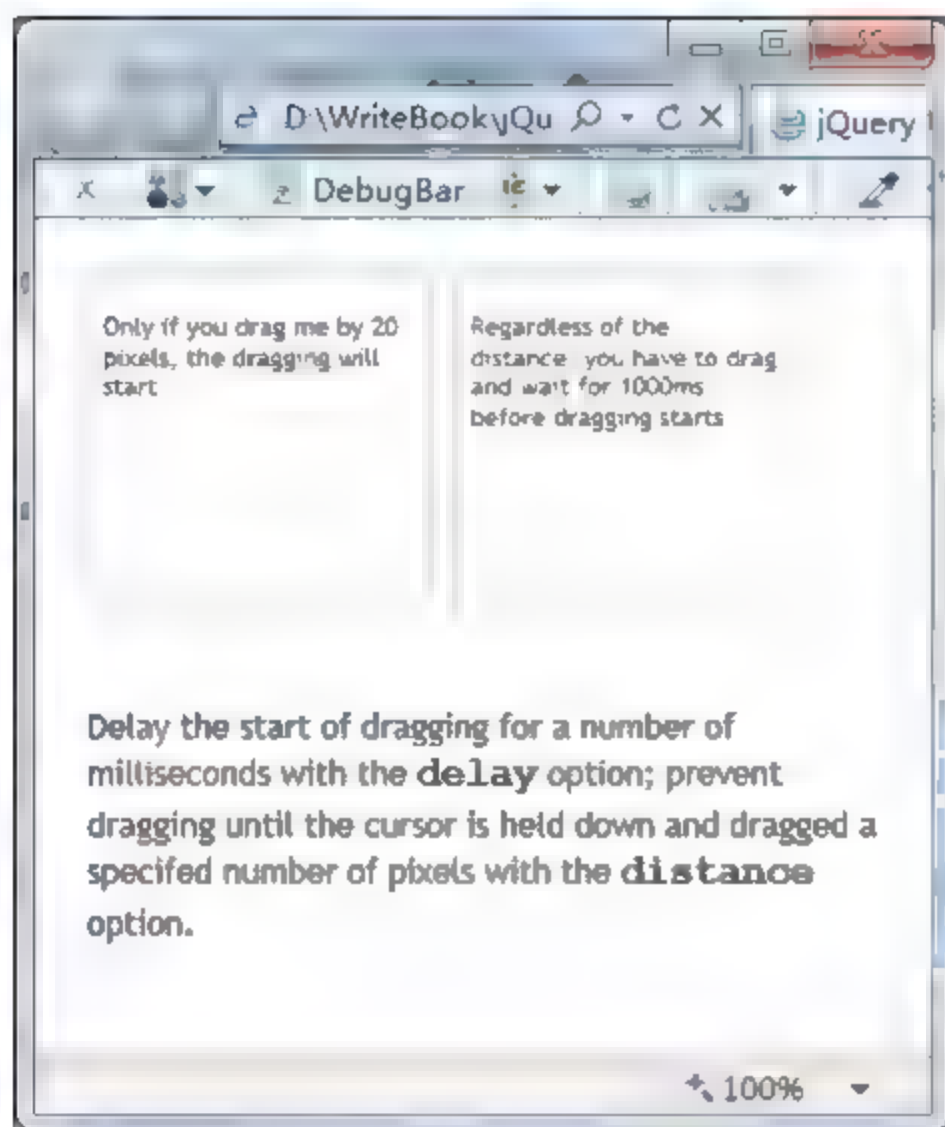 D:\WriteBook\jQu
jQuery
x
DebugBar
Only if you drag me by 20
pixels, the dragging will
start
Regardless of the
distance you have to drag
and wait for 1000ms
before dragging starts
Delay the start of dragging for a number of
milliseconds with the delay option; prevent
dragging until the cursor is held down and dragged a
specifed number of pixels with the distance
option.
100%